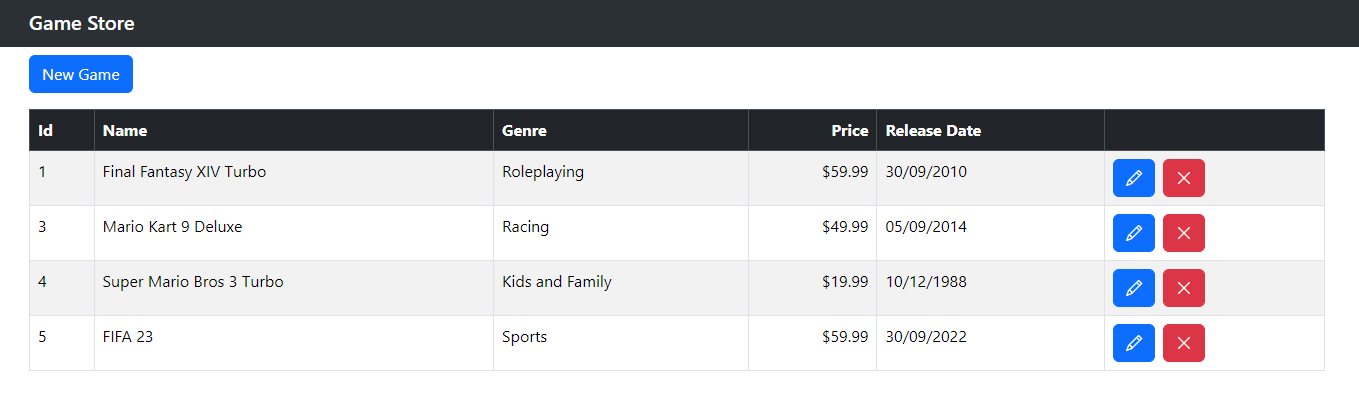 Game Store
New Game
Id Name Genre Price Release Date
1 Final Fantasy XIV Turbo Roleplaying $59.99 30/09/2010
3 Mario Kart 9 Deluxe Racing $49.99 05/09/2014
4 Super Mario Bros 3 Turbo Kids and Family $19.99 10/12/1988
5 FIFA 23 Sports $59.99 30/09/2022